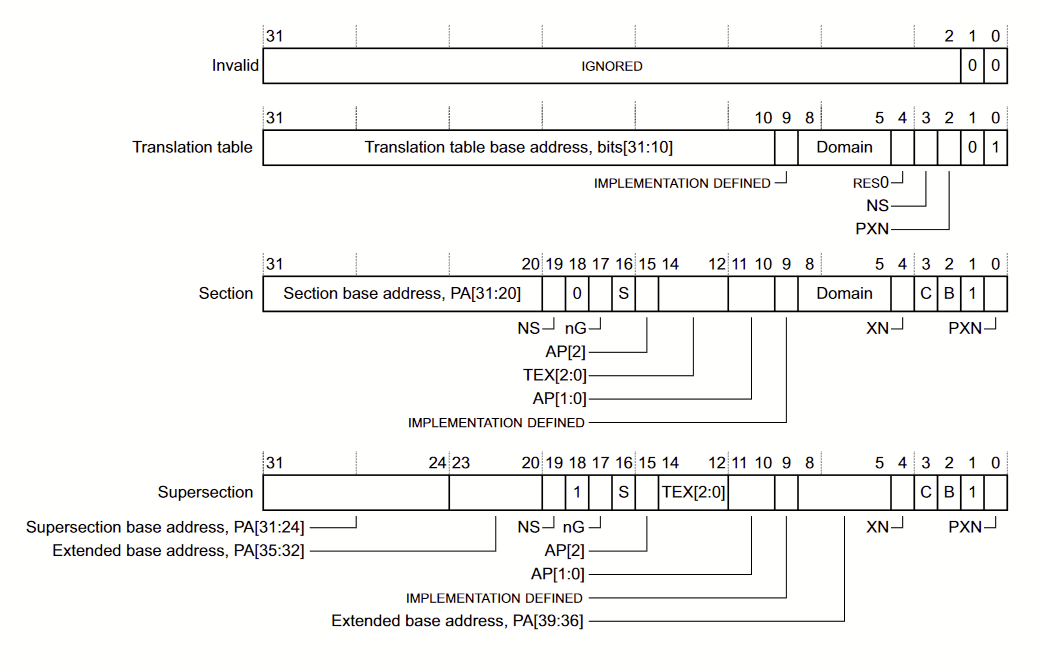 31 2 1 0
Invalid IGNORED 0 0
31 10 9 8 5 4 3 2 1 0
Translation table Translation table base address, bits[31:10] Domain 0 1
IMPLEMENTATION DEFINED RES0
NS
PXN
31 20 19 18 17 16 15 14 12 11 10 9 8 5 4 3 2 1 0
Section Section base address, PA[31:20] 0 S Domain C B 1
NS nG XN PXN
AP[2]
TEX[2:0]
AP[1:0]
IMPLEMENTATION DEFINED
31 24 23 20 19 18 17 16 15 14 12 11 10 9 8 5 4 3 2 1 0
Supersection 1 S TEX[2:0] C B 1
Supersection base address, PA[31:24] NS nG XN PXN
Extended base address, PA[35:32] AP[2]
AP[1:0]
IMPLEMENTATION DEFINED
Extended base address, PA[39:36]